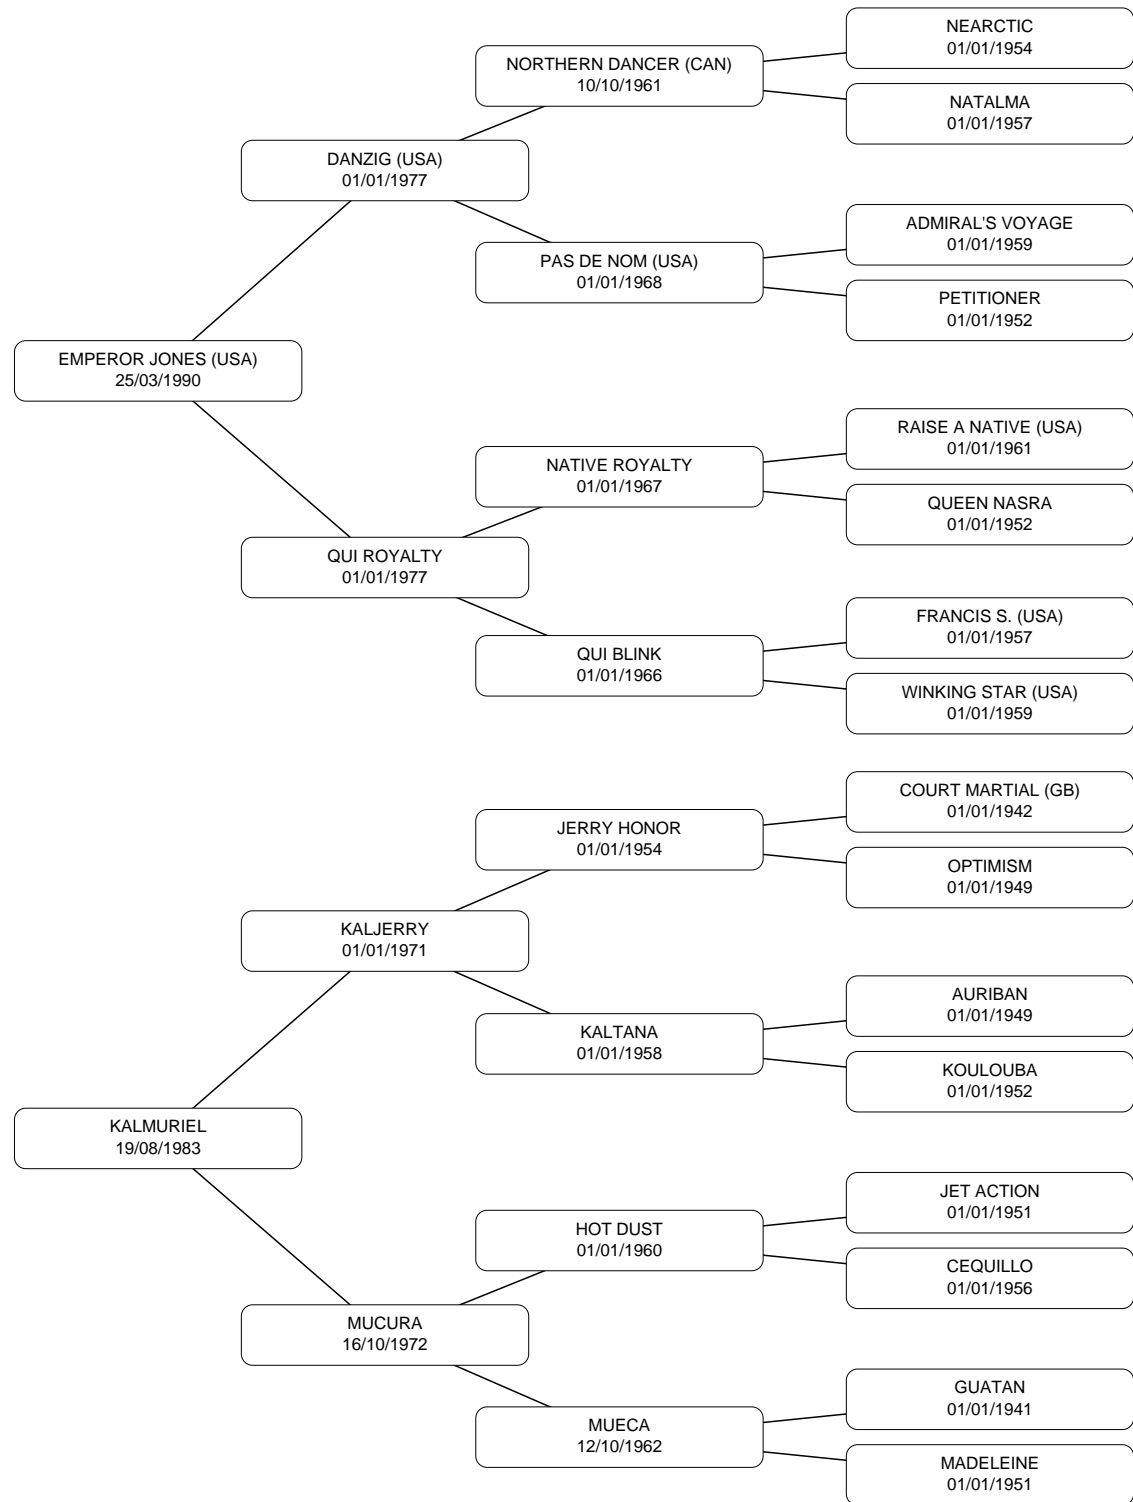 NEARCTIC
01/01/1954
NORTHERN DANCER (CAN)
10/10/1961
NATALMA
01/01/1957
DANZIG (USA)
01/01/1977
ADMIRAL'S VOYAGE
01/01/1959
PAS DE NOM (USA)
01/01/1968
PETITIONER
01/01/1952
EMPEROR JONES (USA)
25/03/1990
RAISE A NATIVE (USA)
01/01/1961
NATIVE ROYALTY
01/01/1967
QUEEN NASRA
01/01/1952
QUI ROYALTY
01/01/1977
FRANCIS S. (USA)
01/01/1957
QUI BLINK
01/01/1966
WINKING STAR (USA)
01/01/1959
COURT MARTIAL (GB)
01/01/1942
JERRY HONOR
01/01/1954
OPTIMISM
01/01/1949
KALJERRY
01/01/1971
AURIBAN
01/01/1949
KALTANA
01/01/1958
KOULOUBA
01/01/1952
KALMURIEL
19/08/1983
JET ACTION
01/01/1951
HOT DUST
01/01/1960
CEQUILLO
01/01/1956
MUCURA
16/10/1972
GUATAN
01/01/1941
MUECA
12/10/1962
MADELEINE
01/01/1951